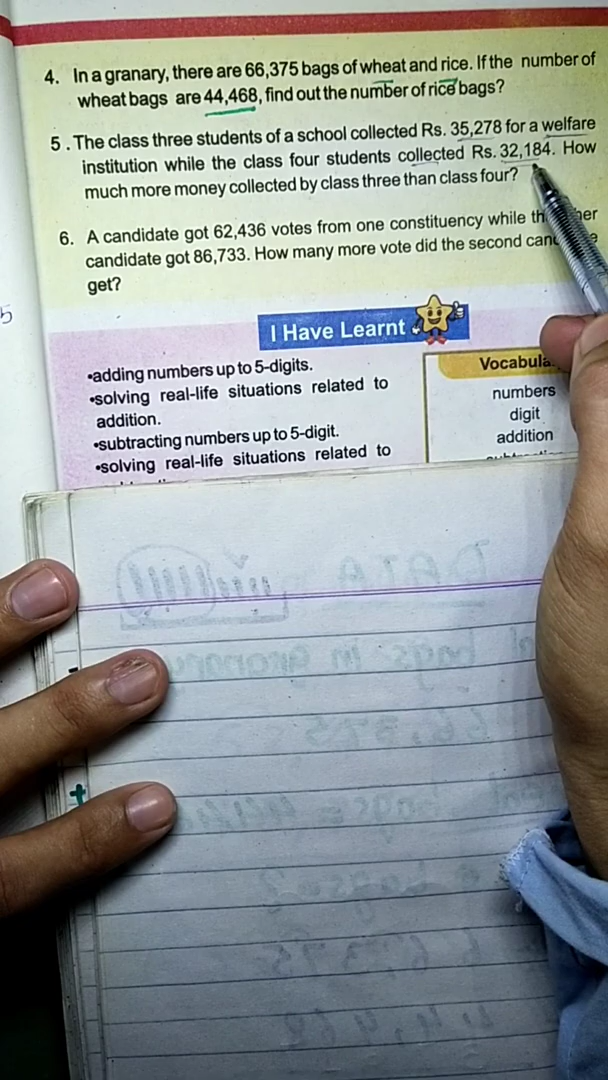 4. In a granary, there are 66,375 bags of wheat and rice. If the number of
wheat bags are 44,468, find out the number of rice bags?
5. The class three students of a school collected Rs. 35,278 for a welfare
institution while the class four students collected Rs. 32,184. How
much more money collected by class three than class four?
6. A candidate got 62,436 votes from one constituency while
candidate got 86,733. How many more vote did the second
get?
5
I Have Learnt
•adding numbers up to 5-digits.
•solving real-life situations related to
addition.
•subtracting numbers up to 5-digit.
•solving real-life situations related to
Vocabula
numbers
digit
addition